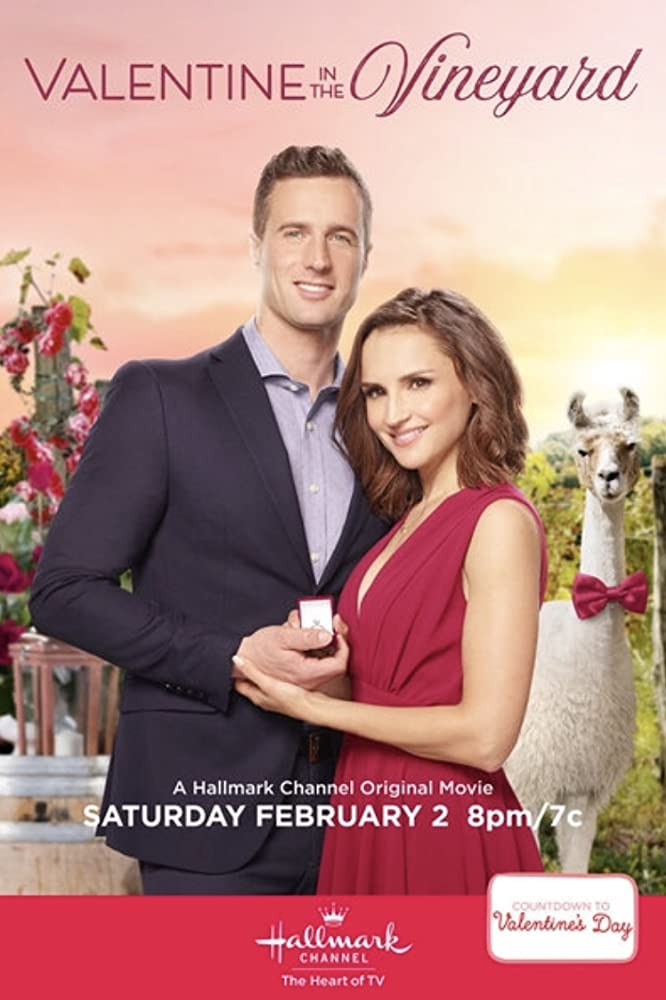 VALENTINE IN THE Vineyard
A Hallmark Channel Original Movie
SATURDAY FEBRUARY 2 8pm/7c
COUNTDOWN TO
Valentine's Day
Hallmark
CHANNEL
The Heart of TV